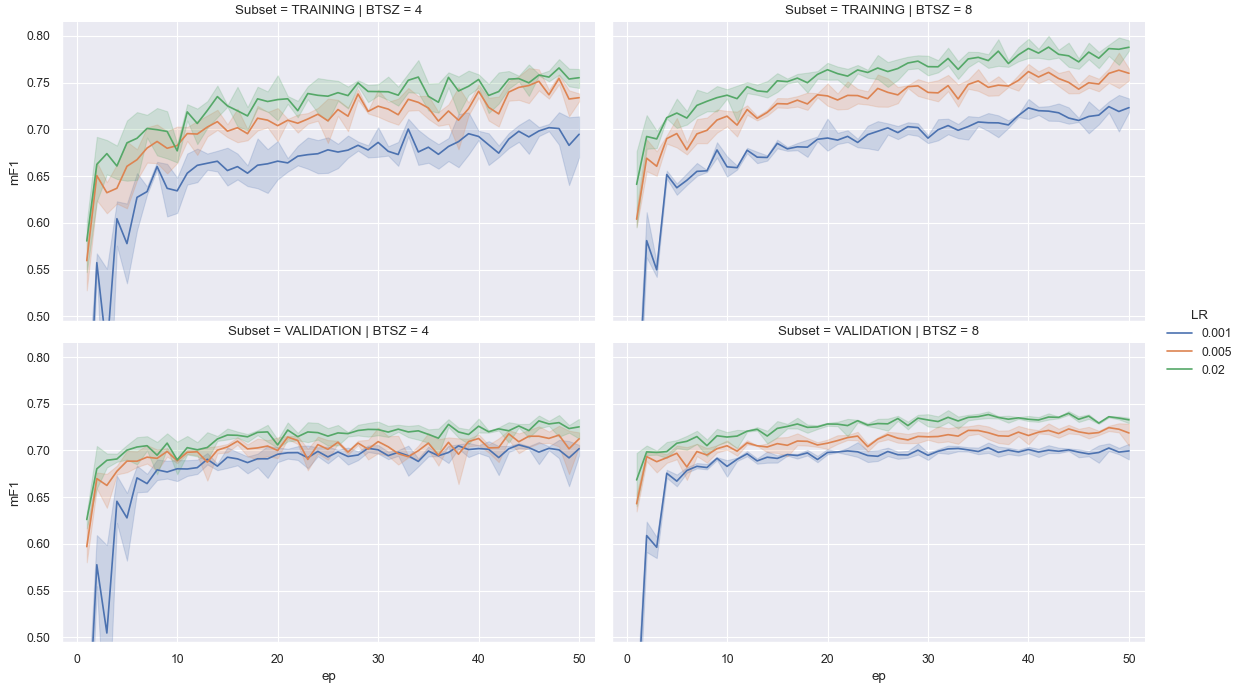 Subset = TRAINING | BTSZ = 4
Subset = TRAINING | BTSZ = 8
0.80
0.75
0.70
0.65
0.60
0.55
0.50
mF1
Subset = VALIDATION | BTSZ = 4
Subset = VALIDATION | BTSZ = 8
0.80
0.75
0.70
0.65
0.60
0.55
0.50
mF1
0 10 20 30 40 50
ep
0 10 20 30 40 50
ep
LR
0.001
0.005
0.02